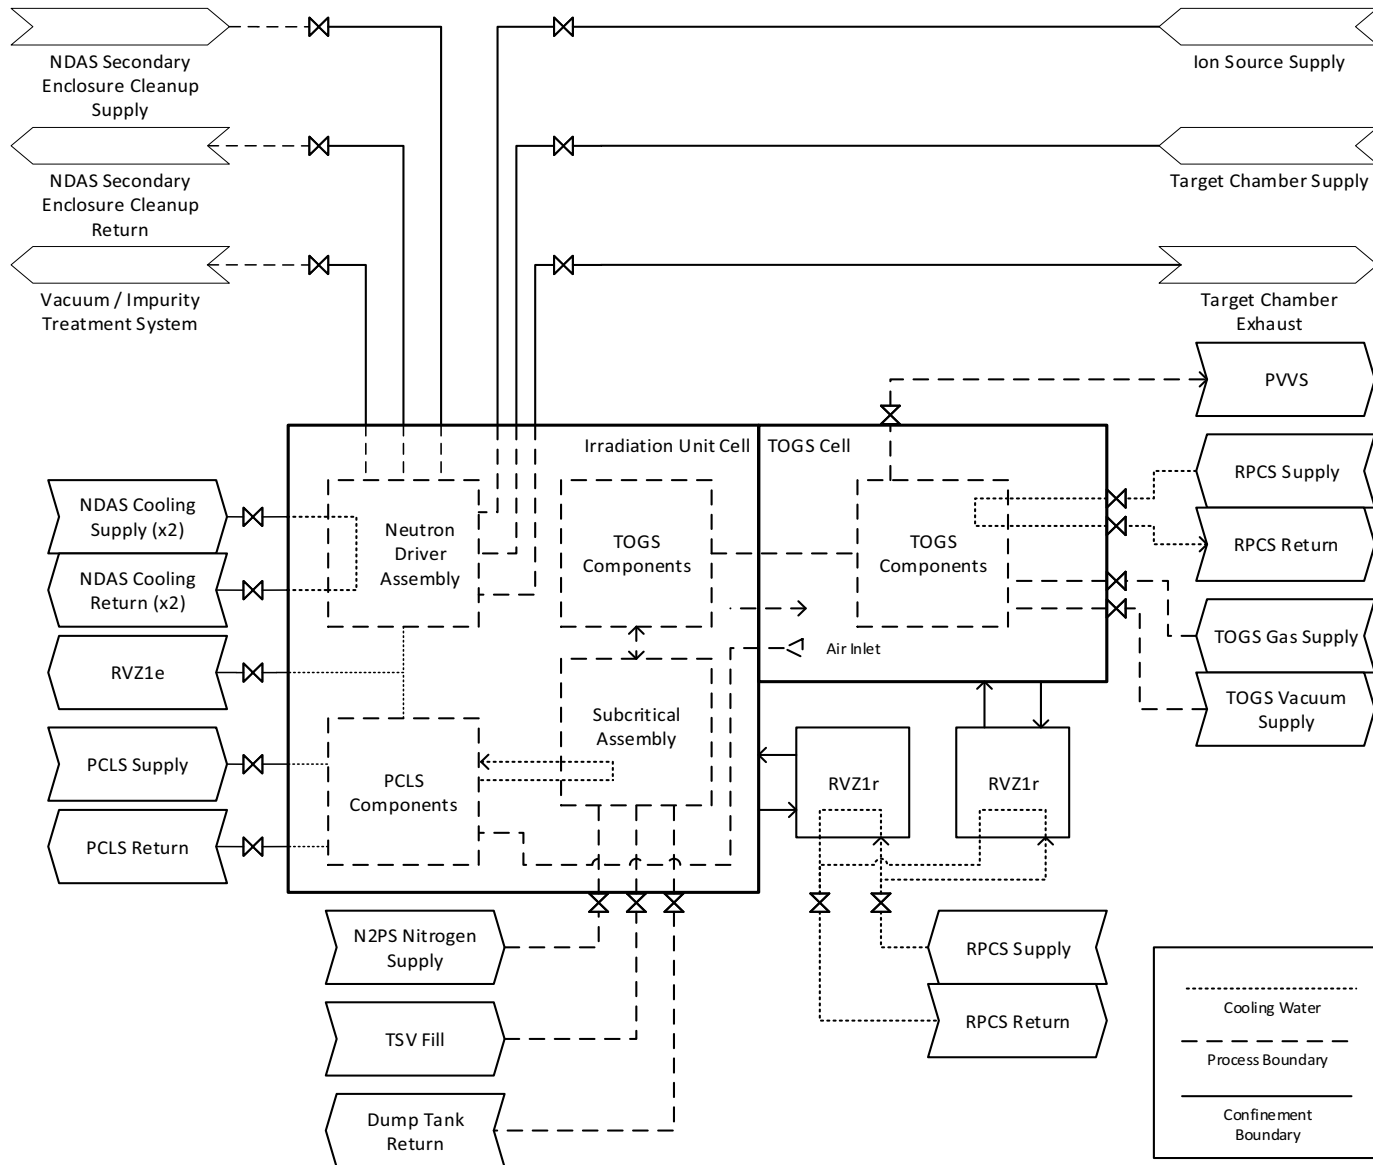 NDAS Secondary
Enclosure Cleanup
Supply
Ion Source Supply
NDAS Secondary
Enclosure Cleanup
Return
Target Chamber Supply
Vacuum / Impurity
Treatment System
Target Chamber
Exhaust
PVVS
Irradiation Unit Cell
TOGS Cell
RPCS Supply
RPCS Return
NDAS Cooling
Supply (x2)
NDAS Cooling
Return (x2)
Neutron
Driver
Assembly
TOGS
Components
TOGS
Components
TOGS Gas Supply
TOGS Vacuum
Supply
RVZ1e
Air Inlet
Subcritical
Assembly
PCLS Supply
PCLS
Components
RVZ1r
RVZ1r
PCLS Return
N2PS Nitrogen
Supply
RPCS Supply
RPCS Return
TSV Fill
Dump Tank
Return
Cooling Water
Process Boundary
Confinement
Boundary